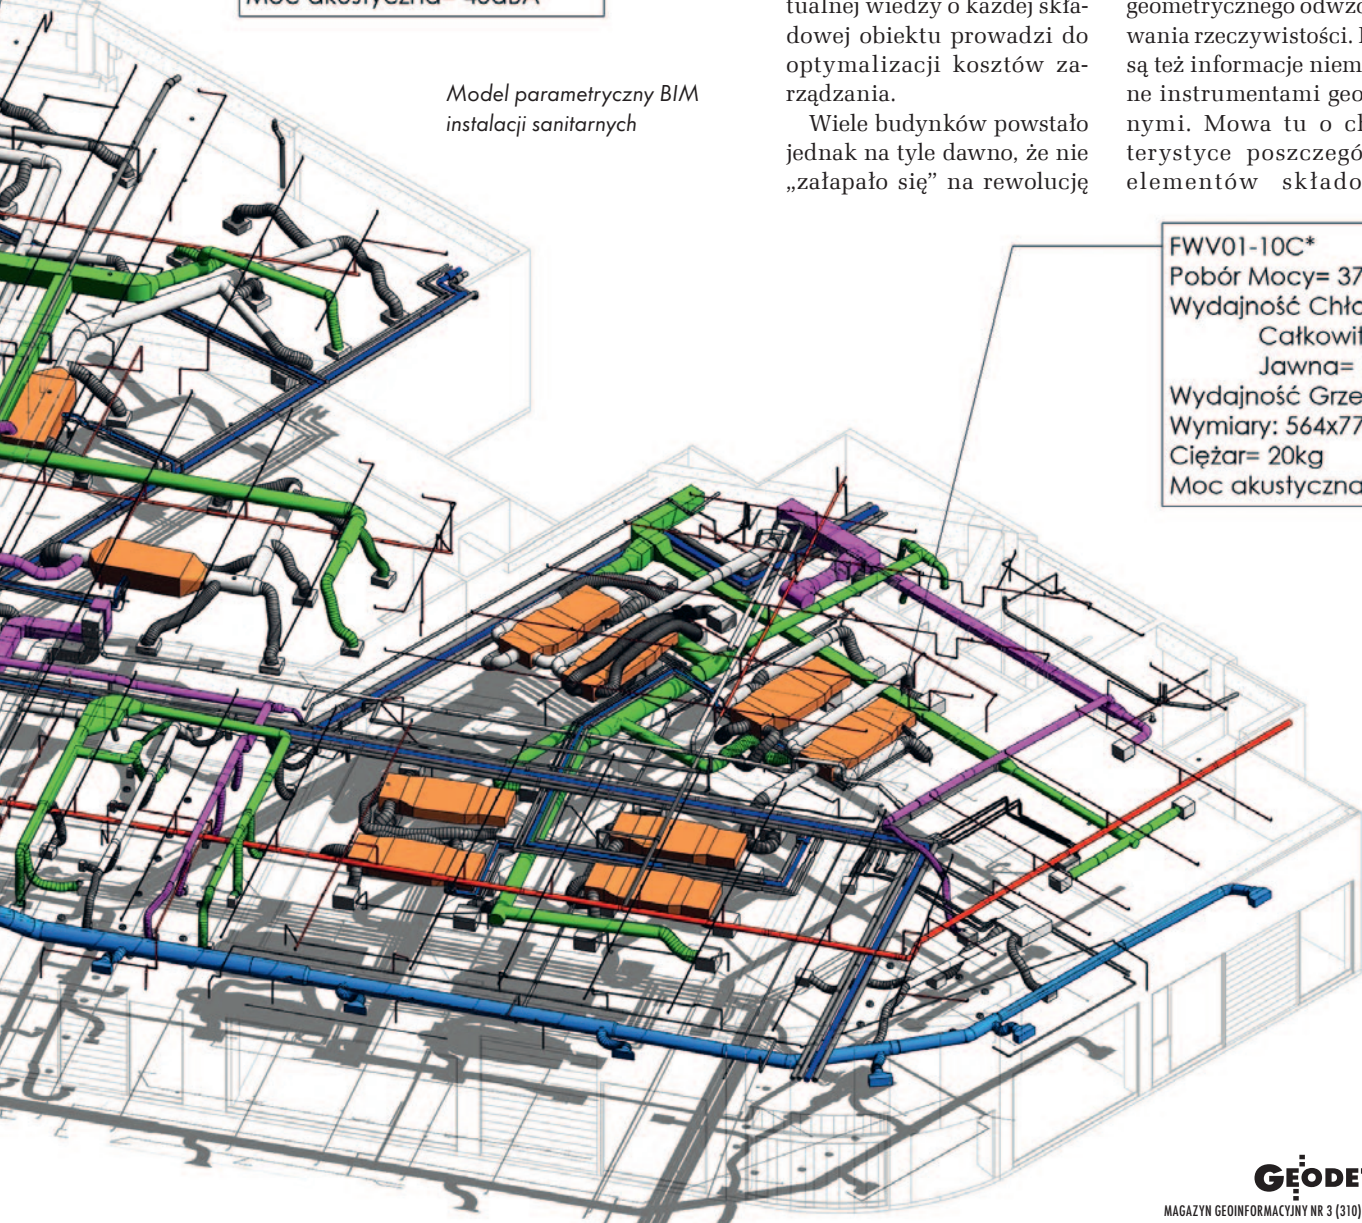 Moc akustyczna= 40dBA
tualnej wiedzy o każdej skła-
dowej obiektu prowadzi do
optymalizacji kosztów za-
rządzania.
Wiele budynków powstało
jednak na tyle dawno, że nie
„załapało się” na rewolucję
geometrycznego odwzo
wania rzeczywistości. 
są też informacje niem
ne instrumentami geo
nymi. Mowa tu o ch
terystyce poszczegó
elementów składo
Model parametryczny BIM
instalacji sanitarnych
FWV01-10C*
Pobór Mocy= 37
Wydajność Chło
Całkowit
Jawna=
Wydajność Grze
Wymiary: 564x77
Ciężar= 20kg
Moc akustyczna
GEODE
MAGAZYN GEOINFORMACYJNY NR 3 (310)